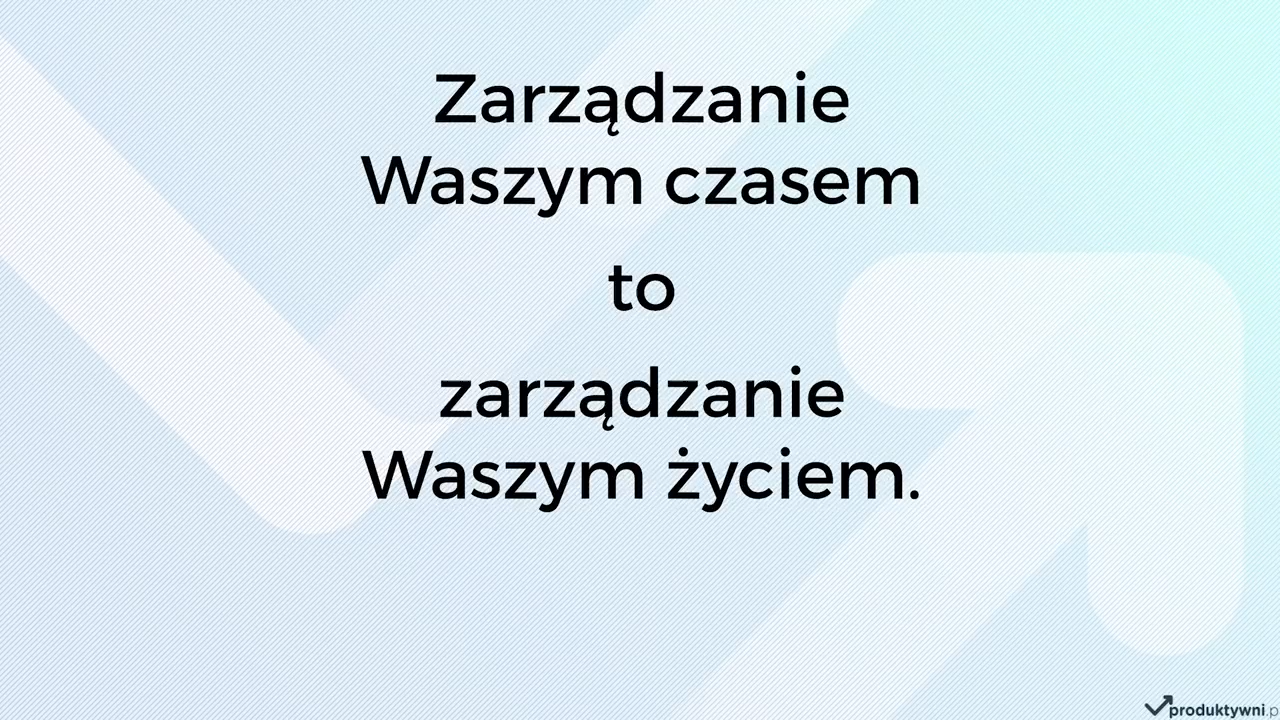 Zarządzanie
Waszym czasem
to
zarządzanie
Waszym życiem.
produktywni.p